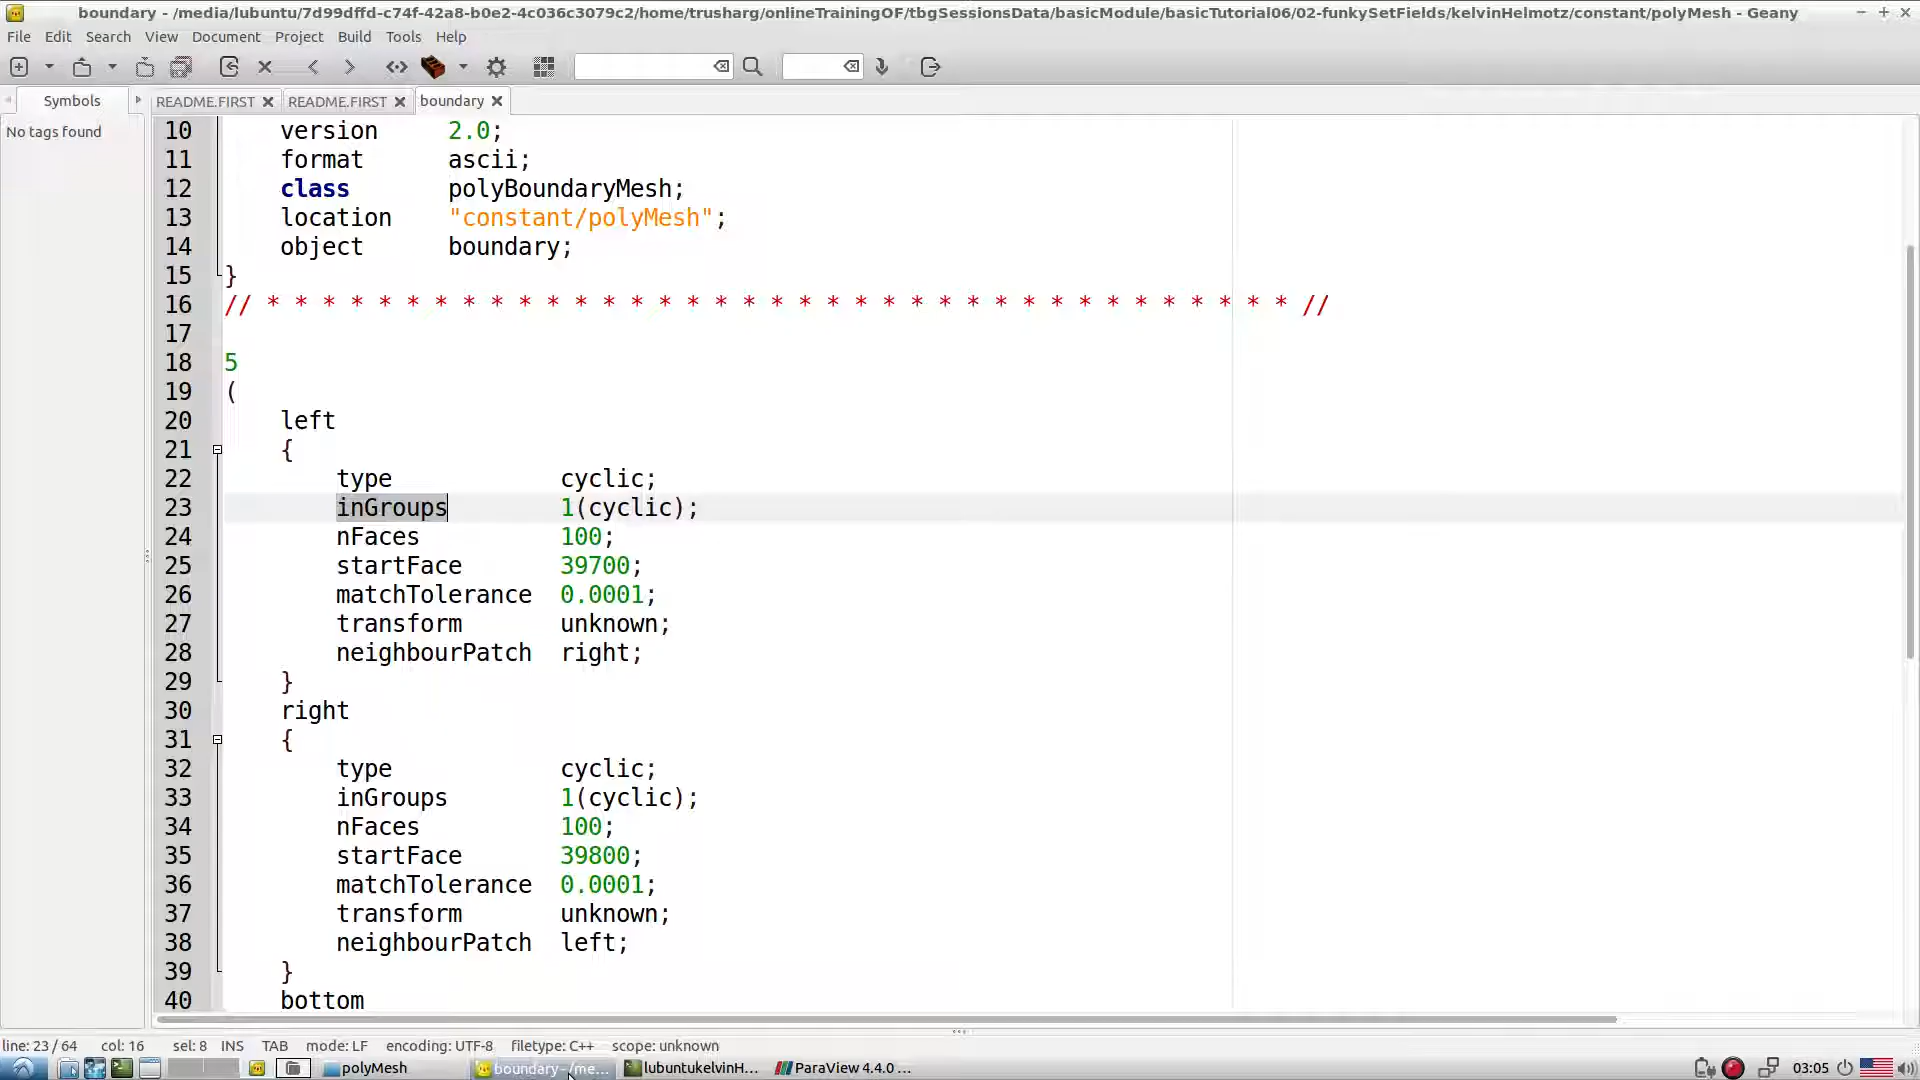 boundary - /media/lubuntu/7d99dffd-c74f-42a8-b0e2-4c036c3079c2/home/trusharg/onlineTrainingOF/tbgSessionsData/basicModule/basicTutorial06/02-funkySetFields/kelvinHelmotz/constant/polyMesh - Geany
File Edit Search View Document Project Build Tools Help
Symbols README.FIRST README.FIRST boundary
No tags found
10 version 2.0;
11 format ascii;
12 class polyBoundaryMesh;
13 location "constant/polyMesh";
14 object boundary;
15 }
16 // * * * * * * * * * * * * * * * * * * * * * * * * * * * * * * * * * * * * * //
17
18 5
19 (
20 left
21 {
22 type cyclic;
23 inGroups 1(cyclic);
24 nFaces 100;
25 startFace 39700;
26 matchTolerance 0.0001;
27 transform unknown;
28 neighbourPatch right;
29 }
30 right
31 {
32 type cyclic;
33 inGroups 1(cyclic);
34 nFaces 100;
35 startFace 39800;
36 matchTolerance 0.0001;
37 transform unknown;
38 neighbourPatch left;
39 }
40 bottom
line: 23 / 64 col: 16 sel: 8 INS TAB mode: LF encoding: UTF-8 filetype: C++ scope: unknown
polyMesh boundary - /me... lubuntukelvinH... ParaView 4.4.0 ... 03:05